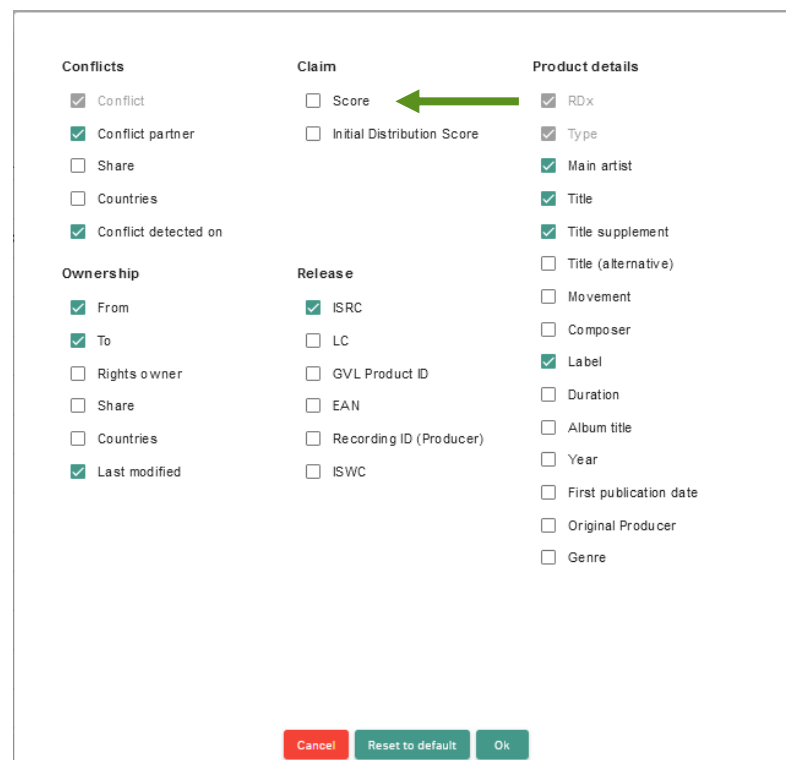 Conflicts
Conflict
Conflict partner
Share
Countries
Conflict detected on
Claim
Score
Initial Distribution Score
Product details
RDx
Type
Main artist
Title
Title supplement
Title (alternative)
Movement
Composer
Label
Duration
Album title
Year
First publication date
Original Producer
Genre
Ownership
From
To
Rights owner
Share
Countries
Last modified
Release
ISRC
LC
GVL Product ID
EAN
Recording ID (Producer)
ISWC
Cancel
Reset to default
Ok